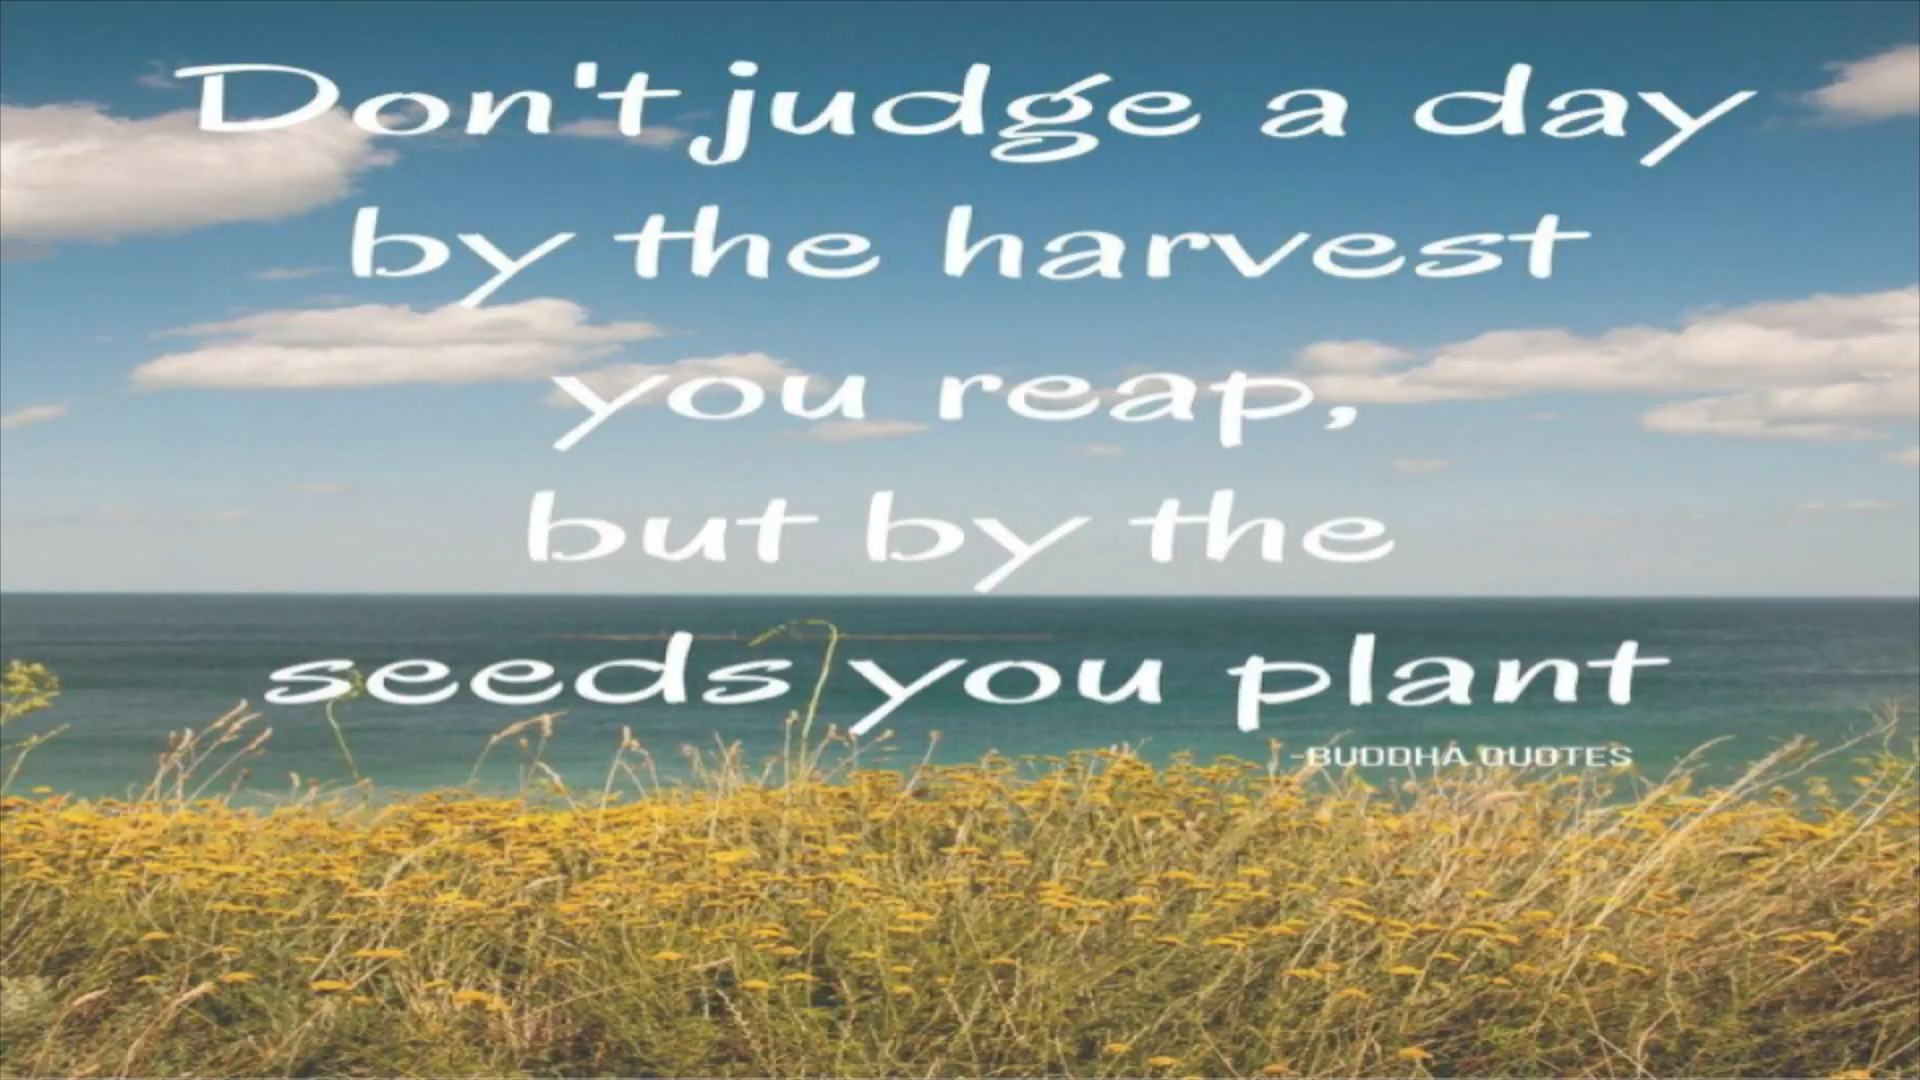 Don't judge a day
by the harvest
you reap,
but by the
seeds you plant
-BUDDHA QUOTES